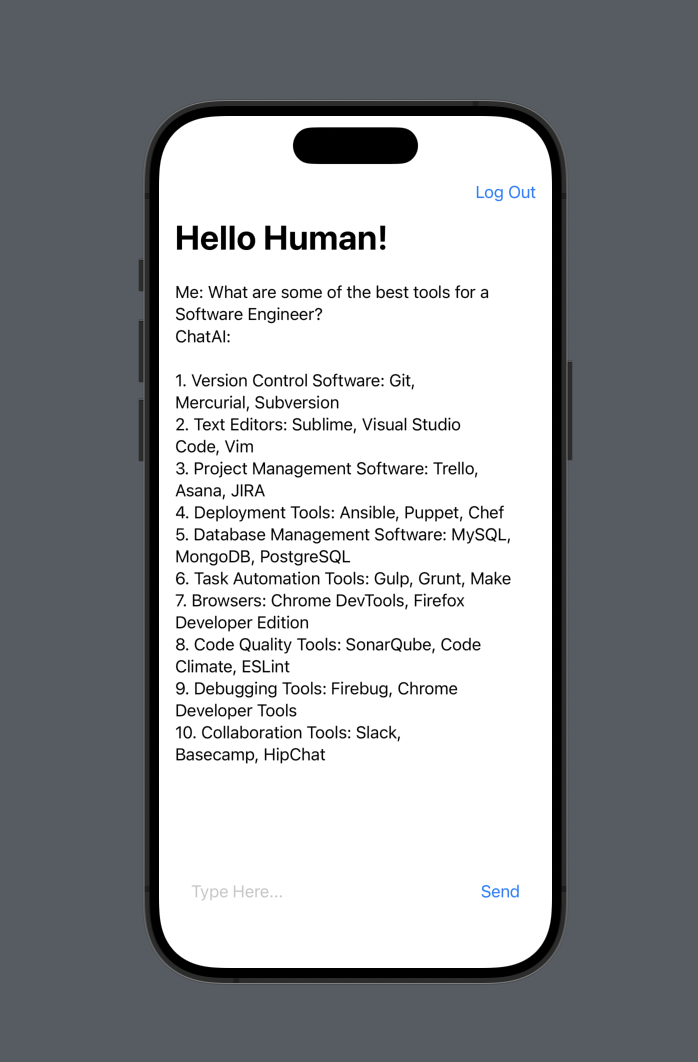 Log Out
Hello Human!
Me: What are some of the best tools for a
Software Engineer?
ChatAI:
1. Version Control Software: Git,
Mercurial, Subversion
2. Text Editors: Sublime, Visual Studio
Code, Vim
3. Project Management Software: Trello,
Asana, JIRA
4. Deployment Tools: Ansible, Puppet, Chef
5. Database Management Software: MySQL,
MongoDB, PostgreSQL
6. Task Automation Tools: Gulp, Grunt, Make
7. Browsers: Chrome DevTools, Firefox
Developer Edition
8. Code Quality Tools: SonarQube, Code
Climate, ESLint
9. Debugging Tools: Firebug, Chrome
Developer Tools
10. Collaboration Tools: Slack,
Basecamp, HipChat
Type Here... Send